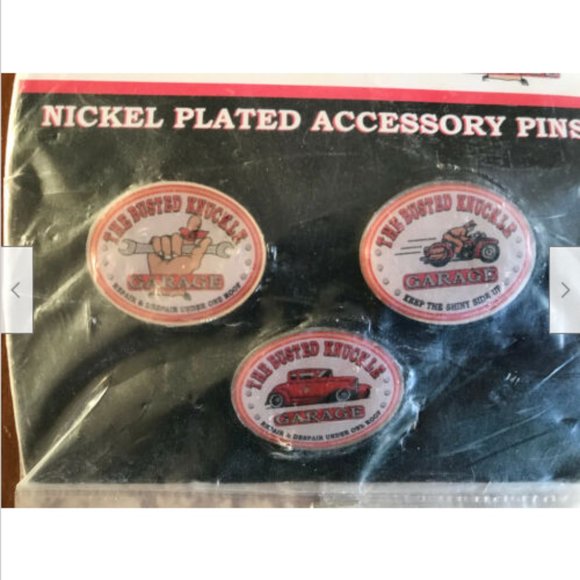 NICKEL PLATED ACCESSORY PINS
THE BUSTED KNUCKLE
GARAGE
REPAIR & DESPAIR UNDER ONE ROOF
THE BUSTED KNUCKLE
GARAGE
KEEP THE SHINY SIDE UP
THE BUSTED KNUCKLE
GARAGE
REPAIR & DESPAIR UNDER ONE ROOF